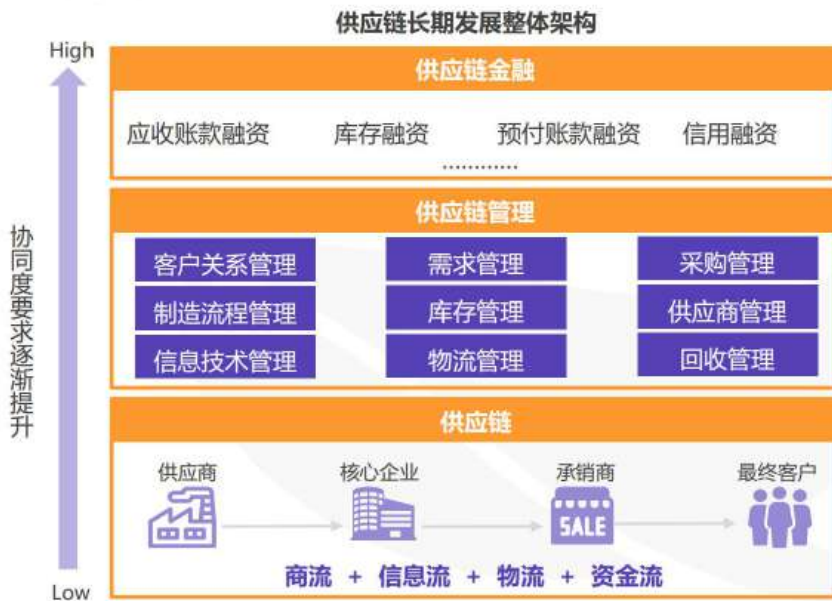 供应链长期发展整体架构
High
供应链金融
应收账款融资 库存融资 预付账款融资 信用融资
............
供应链管理
客户关系管理 需求管理 采购管理
制造流程管理 库存管理 供应商管理
信息技术管理 物流管理 回收管理
协同度要求逐渐提升
供应链
供应商 核心企业 承销商 最终客户
SALE
商流 + 信息流 + 物流 + 资金流
Low